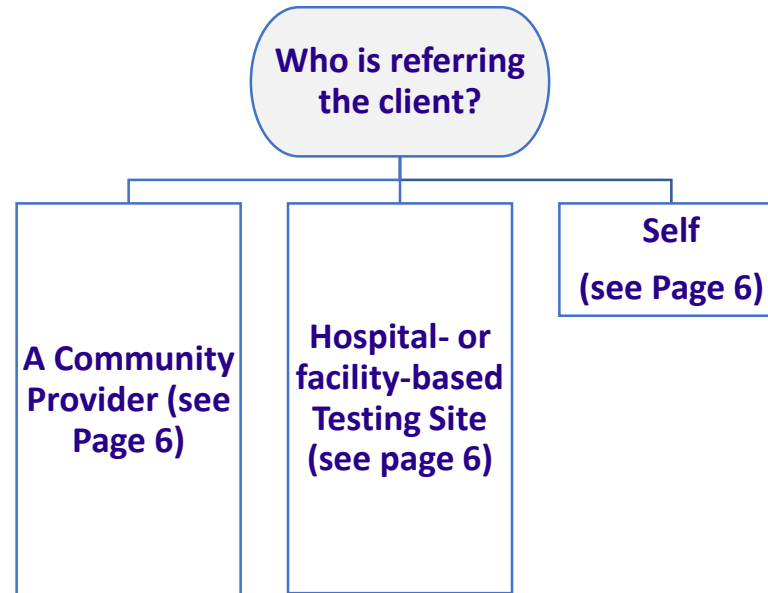 Who is referring
the client?
A Community
Provider (see
Page 6)
Hospital- or
facility-based
Testing Site
(see page 6)
Self
(see Page 6)